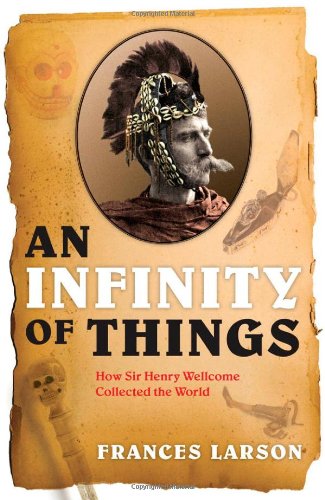 AN
INFINITY
OF THINGS
How Sir Henry Wellcome
Collected the World
FRANCES LARSON